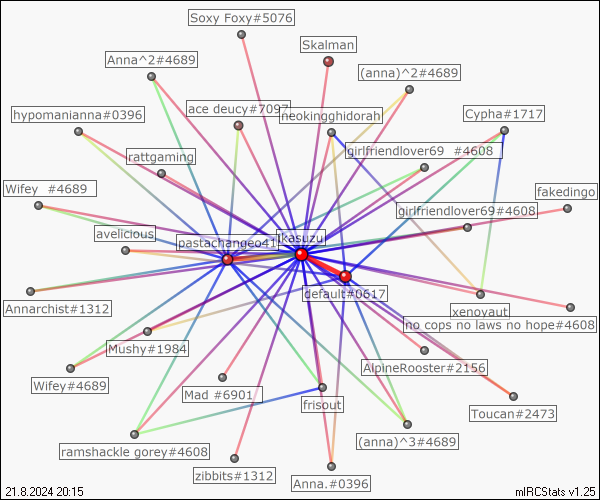 Soxy Foxy#5076
Skalman
Anna^2#4689
(anna)^2#4689
hypomanianna#0396
ace deucy#7097
neokingghidorah
Cypha#1717
girlfriendlover69 #4608
rattgaming
Wifey #4689
fakedingo
girlfriendlover69#4608
avelicious
kasuzu
default#0617
Annarchist#1312
xenovaut
no cops no laws no hope#4608
Mushy#1984
AlpineRooster#2156
Wifey#4689
Mad #6901
frisout
Toucan#2473
(anna)^3#4689
ramshackle gorey#4608
zibbits#1312
Anna.#0396
21.8.2024 20:15
mIRCStats v1.25